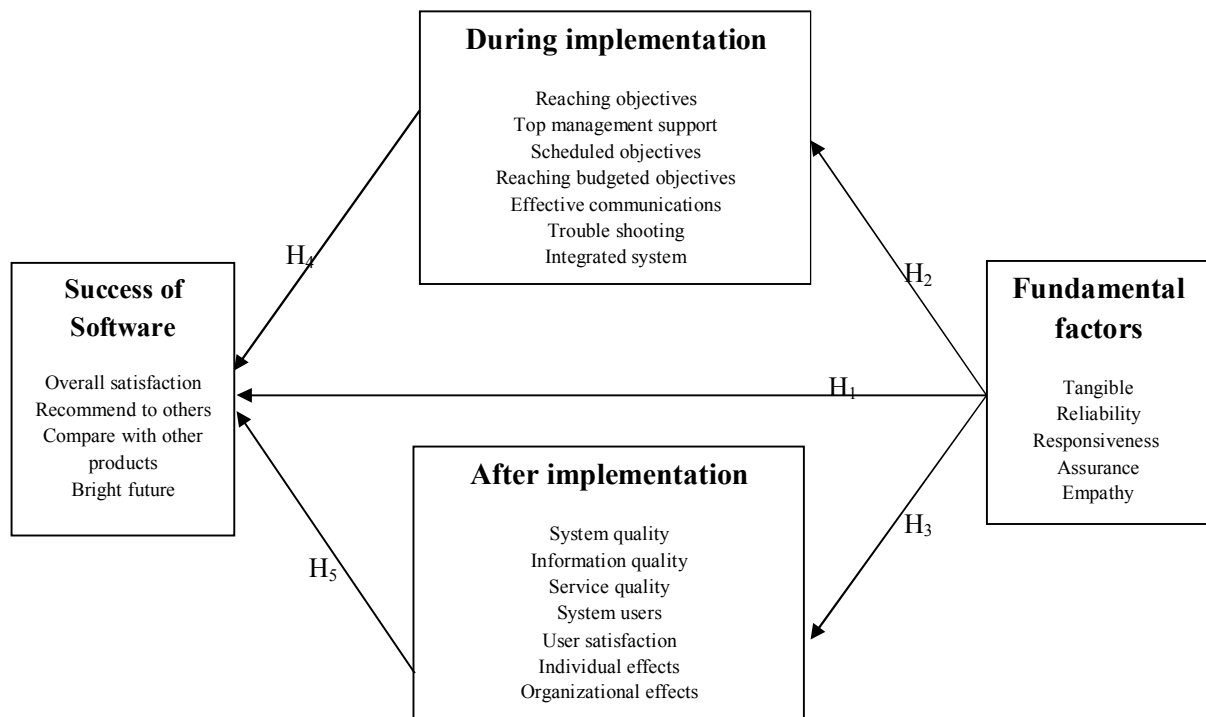 During implementation
Reaching objectives
Top management support
Scheduled objectives
Reaching budgeted objectives
Effective communications
Trouble shooting
Integrated system
H4
H2
Success of
Software
Overall satisfaction
Recommend to others
Compare with other
products
Bright future
Fundamental
factors
Tangible
Reliability
Responsiveness
Assurance
Empathy
H1
After implementation
System quality
Information quality
Service quality
System users
User satisfaction
Individual effects
Organizational effects
H3
H5